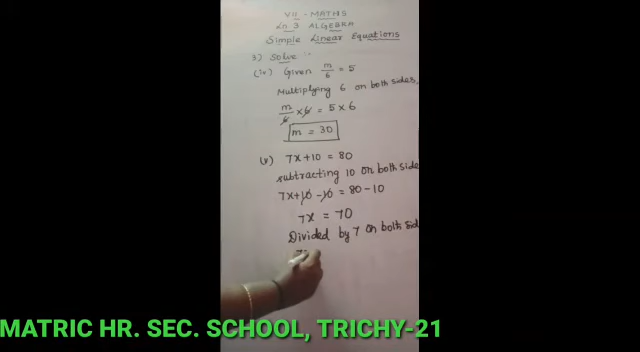 VII - MATHS
Ln.3 ALGEBRA
Simple Linear Equations
3) Solve :-
(iv) Given m/6 = 5
Multiplying 6 on both sides,
m/6 × 6 = 5 × 6
m = 30
(v) 7x + 10 = 80
subtracting 10 on both side
7x + 10 - 10 = 80 - 10
7x = 70
Divided by 7 on both sid
MATRIC HR. SEC. SCHOOL, TRICHY-21